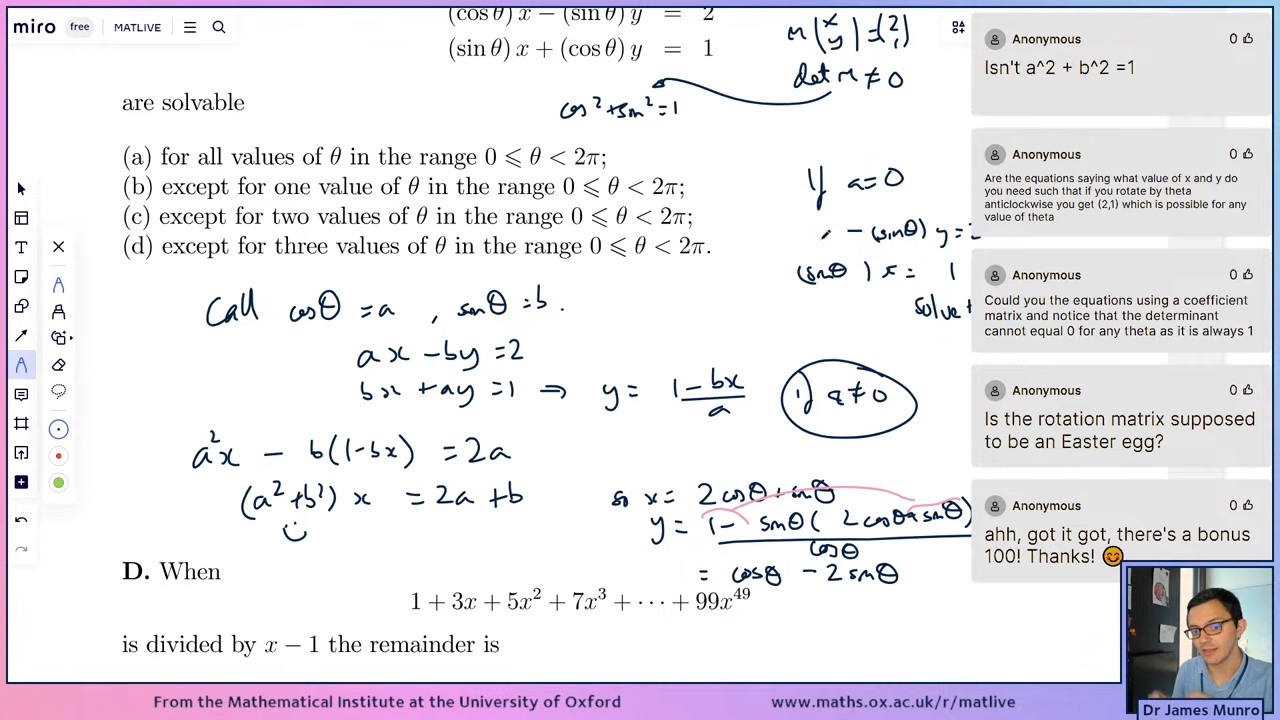 miro free MATLIVE
(cos θ) x − (sin θ) y = 2
(sin θ) x + (cos θ) y = 1
are solvable
M (x y) = (2 1)
det M ≠ 0
cos² + sin² = 1
(a) for all values of θ in the range 0 ⩽ θ < 2π;
(b) except for one value of θ in the range 0 ⩽ θ < 2π;
(c) except for two values of θ in the range 0 ⩽ θ < 2π;
(d) except for three values of θ in the range 0 ⩽ θ < 2π.
If a=0
− (sinθ) y = 2
(sinθ) x = 1
solve
Call cosθ = a , sinθ = b .
ax − by = 2
bx + ay = 1 ⇒ y = (1 − bx)/a if a ≠ 0
a²x − b(1−bx) = 2a
(a²+b²) x = 2a + b
so x = 2cosθ + sinθ
y = 1 − sinθ( 2cosθ + sinθ)
cosθ
= cosθ − 2 sinθ
D. When
1 + 3x + 5x² + 7x³ + · · · + 99x⁴⁹
is divided by x − 1 the remainder is
Anonymous 0
Isn't a^2 + b^2 =1
Anonymous 0
Are the equations saying what value of x and y do
you need such that if you rotate by theta
anticlockwise you get (2,1) which is possible for any
value of theta
Anonymous 0
Could you the equations using a coefficient
matrix and notice that the determinant
cannot equal 0 for any theta as it is always 1
Anonymous 0
Is the rotation matrix supposed
to be an Easter egg?
Anonymous 0
ahh, got it got, there's a bonus
100! Thanks! 😊
From the Mathematical Institute at the University of Oxford www.maths.ox.ac.uk/r/matlive
Dr James Munro